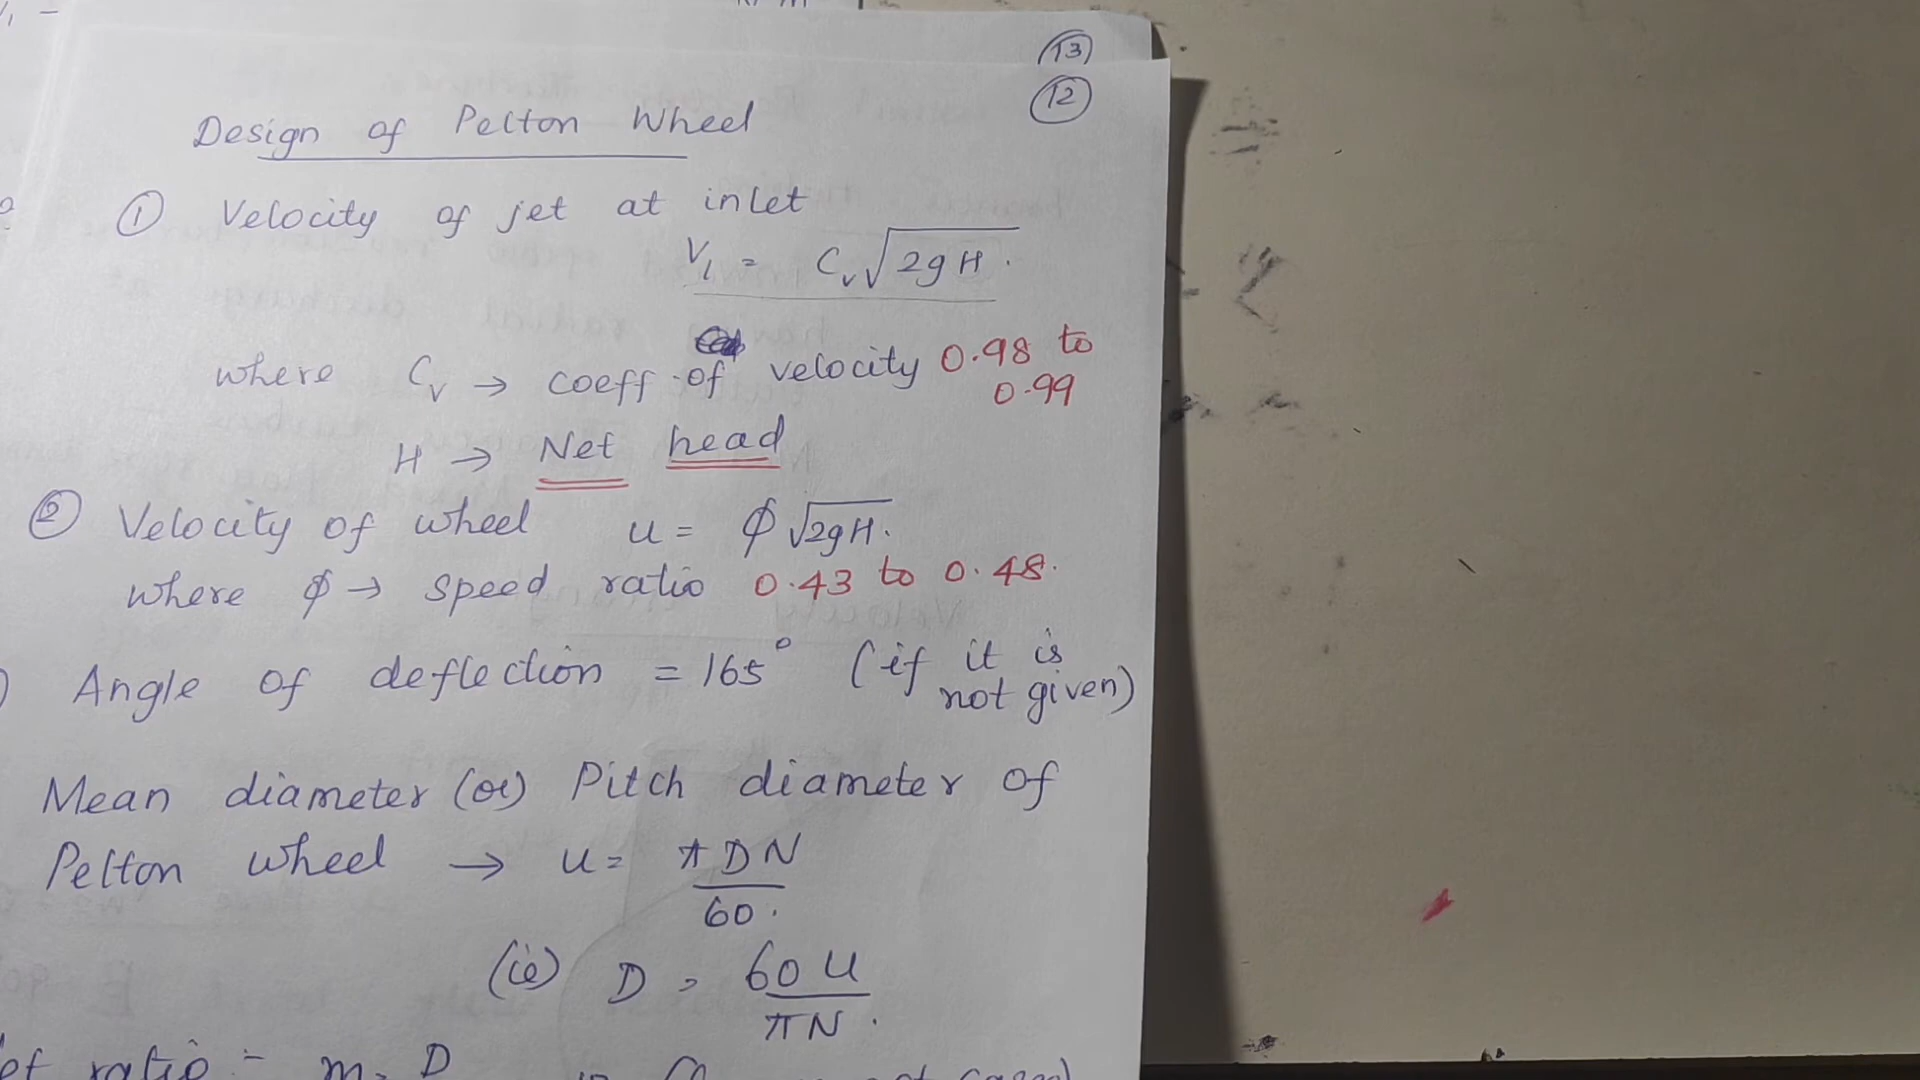 13
12
Design of Pelton Wheel
① Velocity of jet at inlet
V₁ = Cᵥ√2gH.
where Cᵥ → coeff. of velocity 0.98 to 0.99
H → Net head
② Velocity of wheel u = ϕ√2gH.
where ϕ → speed ratio 0.43 to 0.48.
Angle of deflection = 165° (if it is not given)
Mean diameter (or) Pitch diameter of
Pelton wheel → u = πDN/60.
(ie) D = 60u/πN.
ratio :- m = D